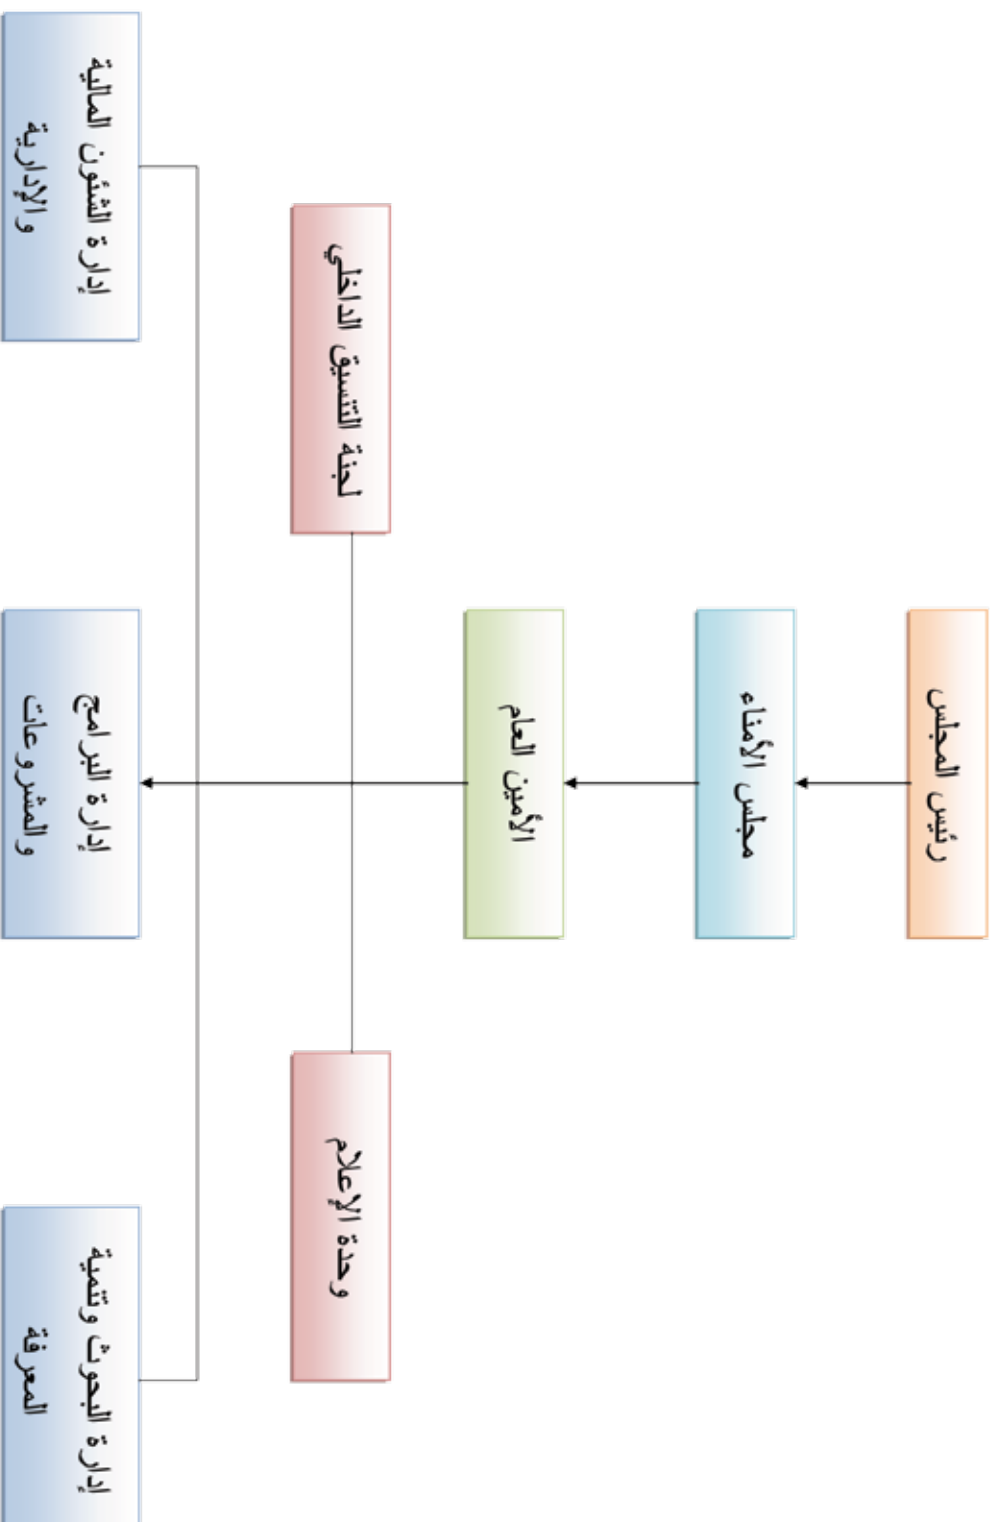 رئيس المجلس
مجلس الأمناء
الأمين العام
وحدة الإعلام
لجنة التنسيق الداخلي
إدارة البحوث وتنمية
المعرفة
إدارة البرامج
والمشروعات
إدارة الشئون المالية
والإدارية